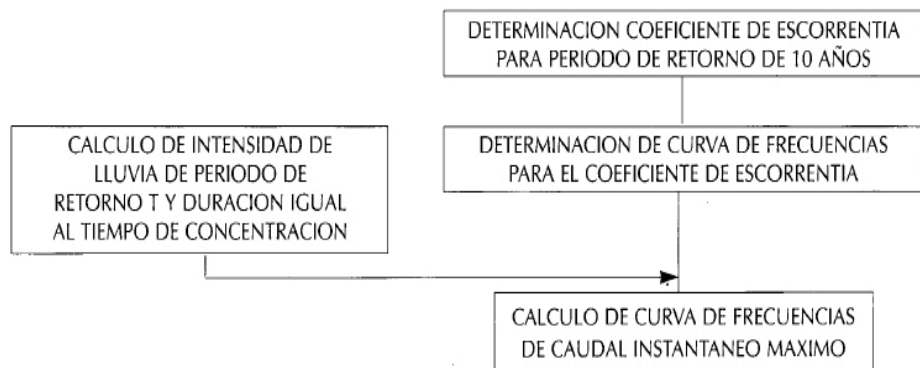 DETERMINACION COEFICIENTE DE ESCORRENTIA
PARA PERIODO DE RETORNO DE 10 AÑOS
CALCULO DE INTENSIDAD DE
LLUVIA DE PERIODO DE
RETORNO T Y DURACION IGUAL
AL TIEMPO DE CONCENTRACION
DETERMINACION DE CURVA DE FRECUENCIAS
PARA EL COEFICIENTE DE ESCORRENTIA
CALCULO DE CURVA DE FRECUENCIAS
DE CAUDAL INSTANTANEO MAXIMO